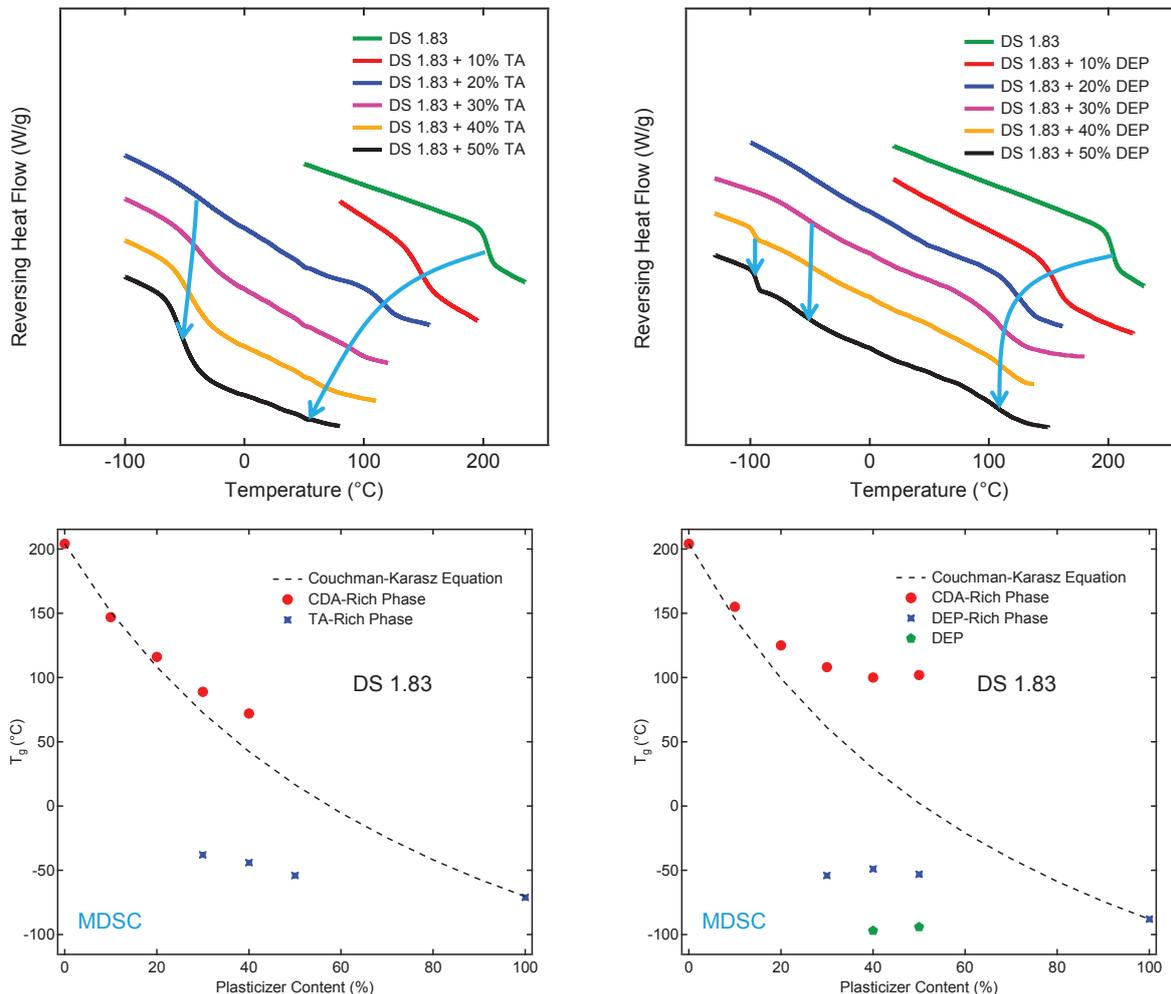 Reversing Heat Flow (W/g)
DS 1.83
DS 1.83 + 10% TA
DS 1.83 + 20% TA
DS 1.83 + 30% TA
DS 1.83 + 40% TA
DS 1.83 + 50% TA
-100 0 100 200
Temperature (°C)
Reversing Heat Flow (W/g)
DS 1.83
DS 1.83 + 10% DEP
DS 1.83 + 20% DEP
DS 1.83 + 30% DEP
DS 1.83 + 40% DEP
DS 1.83 + 50% DEP
-100 0 100 200
Temperature (°C)
Tg (°C)
200
150
100
50
0
-50
-100
Couchman-Karasz Equation
CDA-Rich Phase
TA-Rich Phase
DS 1.83
MDSC
0 20 40 60 80 100
Plasticizer Content (%)
Tg (°C)
200
150
100
50
0
-50
-100
Couchman-Karasz Equation
CDA-Rich Phase
DEP-Rich Phase
DEP
DS 1.83
MDSC
0 20 40 60 80 100
Plasticizer Content (%)